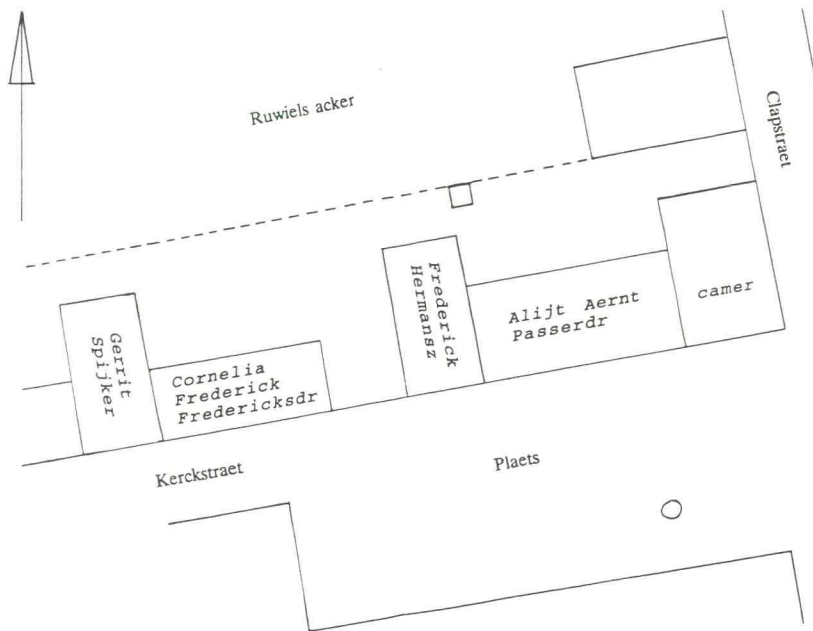 Ruwiels acker
Clapstraet
Frederick
Hermansz
Alijt Aernt
Passerdr
camer
Gerrit
Spijker
Cornelia
Frederick
Fredericksdr
Kerckstraet
Plaets